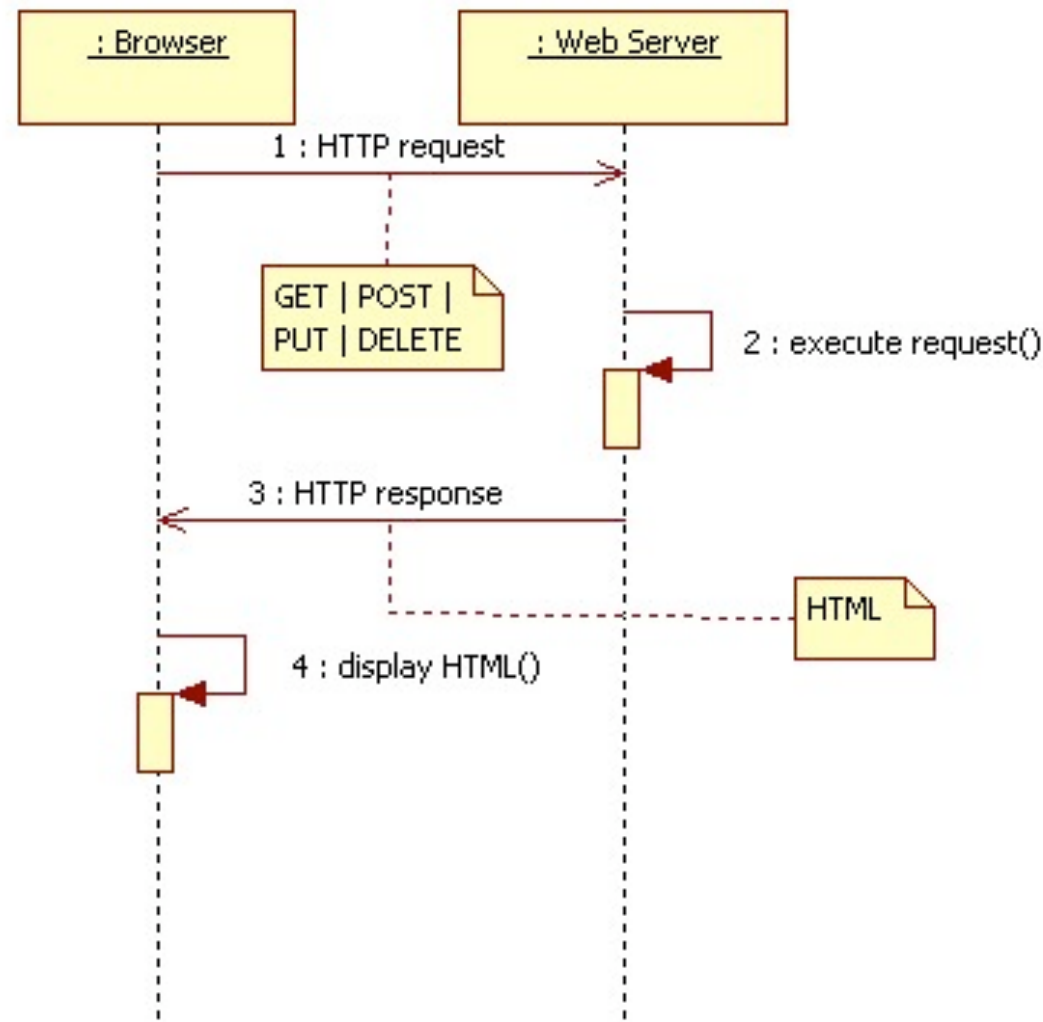 : Browser
: Web Server
1 : HTTP request
GET | POST |
PUT | DELETE
2 : execute request()
3 : HTTP response
HTML
4 : display HTML()